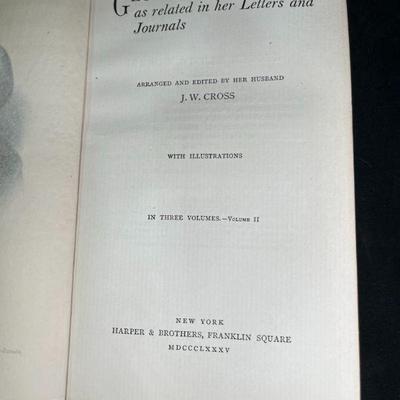 as related in her Letters and
Journals
ARRANGED AND EDITED BY HER HUSBAND
J. W. CROSS
WITH ILLUSTRATIONS
IN THREE VOLUMES.—VOLUME II
NEW YORK
HARPER & BROTHERS, FRANKLIN SQUARE
MDCCCLXXXV